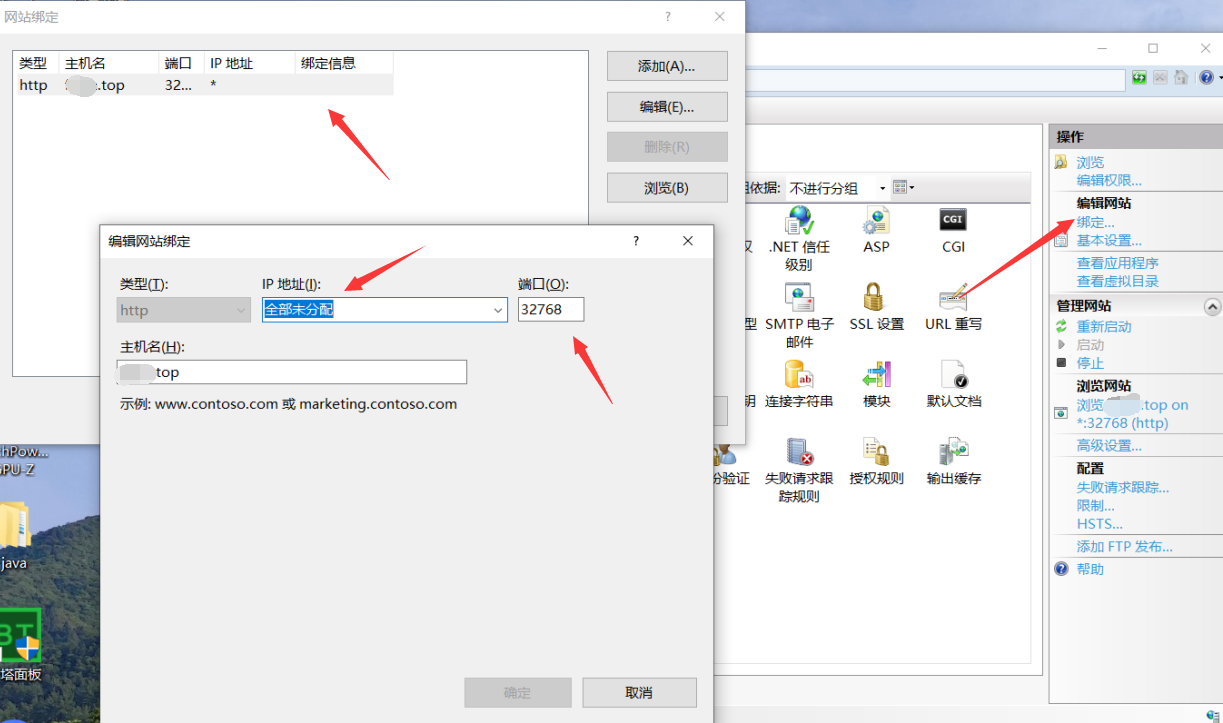 网站绑定
?
类型 主机名 端口 IP 地址 绑定信息
http .top 32... *
添加(A)...
编辑(E)...
删除(R)
浏览(B)
编辑网站绑定
?
类型(T): IP 地址(I): 端口(O):
http 全部未分配 32768
主机名(H):
top
示例: www.contoso.com 或 marketing.contoso.com
确定
取消
依据: 不进行分组
.NET 信任
级别
ASP
CGI
SMTP 电子
邮件
SSL 设置
URL 重写
连接字符串
模块
默认文档
份验证
失败请求跟
踪规则
授权规则
输出缓存
操作
浏览
编辑权限...
编辑网站
绑定...
基本设置...
查看应用程序
查看虚拟目录
管理网站
重新启动
启动
停止
浏览网站
浏览 .top on
*:32768 (http)
高级设置...
配置
失败请求跟踪...
限制...
HSTS...
添加 FTP 发布...
帮助
hPow...
GPU-Z
java
BT
塔面板